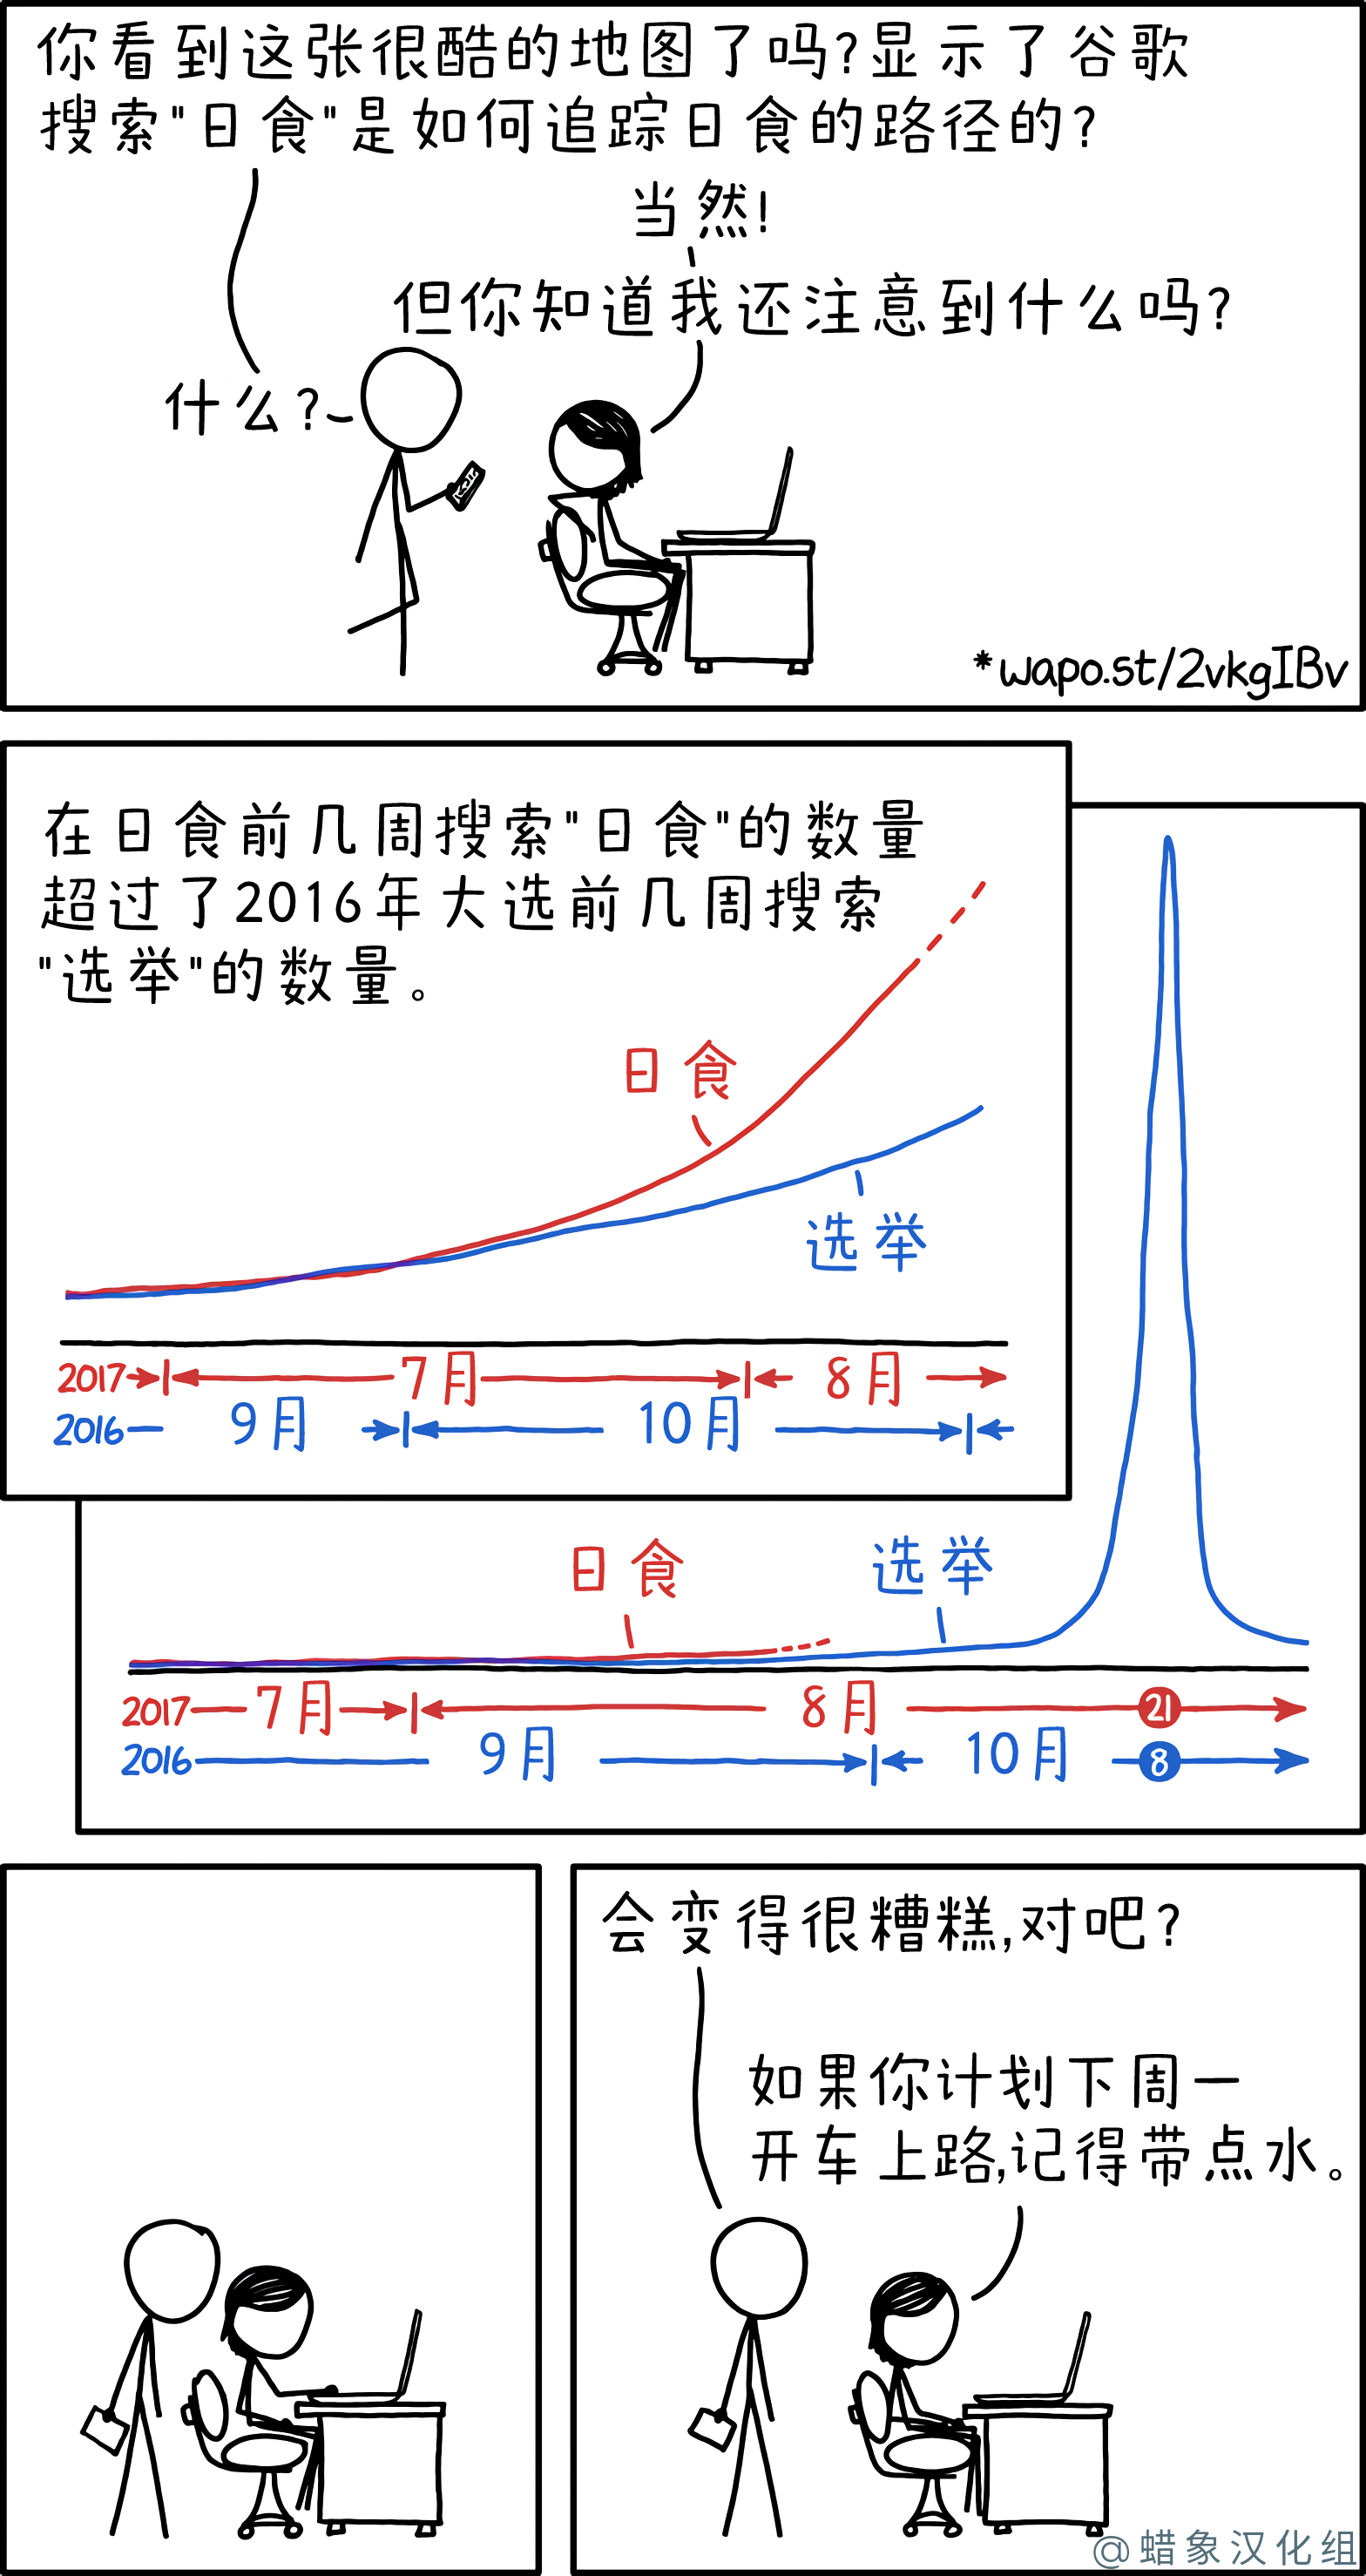 你看到这张很酷的地图了吗?显示了谷歌
搜索"日食"是如何追踪日食的路径的?
当然!
但你知道我还注意到什么吗?
什么?
*wapo.st/2vkgIBv
在日食前几周搜索"日食"的数量
超过了2016年大选前几周搜索
"选举"的数量。
日食
选举
2017 7月 8月
2016 9月 10月
日食
选举
2017 7月 8月 21
2016 9月 10月 8
会变得很糟糕,对吧?
如果你计划下周一
开车上路,记得带点水。
@蜡象汉化组